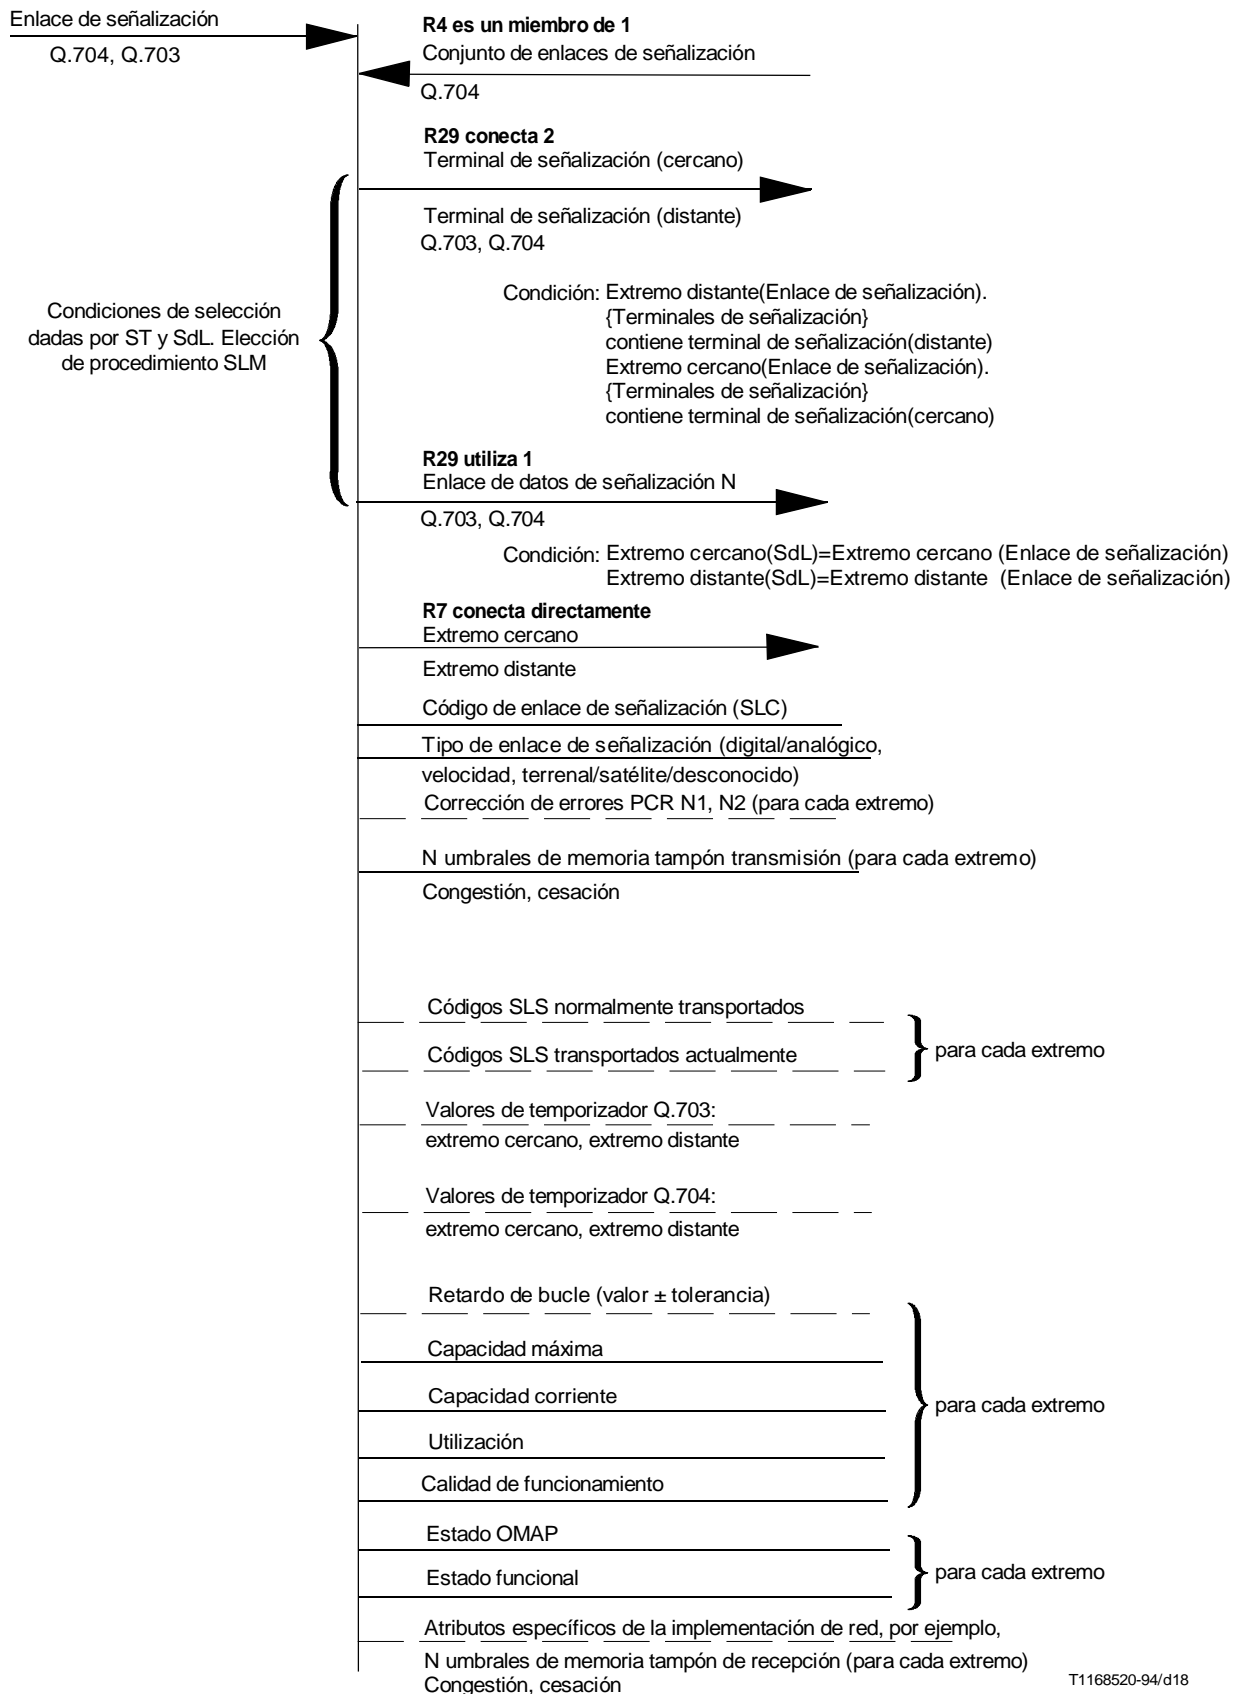 Enlace de señalización
Q.704, Q.703
R4 es un miembro de 1
Conjunto de enlaces de señalización
Q.704
R29 conecta 2
Terminal de señalización (cercano)
Terminal de señalización (distante)
Q.703, Q.704
Condición: Extremo distante(Enlace de señalización).
{Terminales de señalización}
contiene terminal de señalización(distante)
Extremo cercano(Enlace de señalización).
{Terminales de señalización}
contiene terminal de señalización(cercano)
Condiciones de selección
dadas por ST y SdL. Elección
de procedimiento SLM
R29 utiliza 1
Enlace de datos de señalización N
Q.703, Q.704
Condición: Extremo cercano(SdL)=Extremo cercano (Enlace de señalización)
Extremo distante(SdL)=Extremo distante (Enlace de señalización)
R7 conecta directamente
Extremo cercano
Extremo distante
Código de enlace de señalización (SLC)
Tipo de enlace de señalización (digital/analógico,
velocidad, terrenal/satélite/desconocido)
Corrección de errores PCR N1, N2 (para cada extremo)
N umbrales de memoria tampón transmisión (para cada extremo)
Congestión, cesación
Códigos SLS normalmente transportados
Códigos SLS transportados actualmente
para cada extremo
Valores de temporizador Q.703:
extremo cercano, extremo distante
Valores de temporizador Q.704:
extremo cercano, extremo distante
Retardo de bucle (valor ± tolerancia)
Capacidad máxima
Capacidad corriente
para cada extremo
Utilización
Calidad de funcionamiento
Estado OMAP
Estado funcional
para cada extremo
Atributos específicos de la implementación de red, por ejemplo,
N umbrales de memoria tampón de recepción (para cada extremo)
Congestión, cesación
T1168520-94/d18